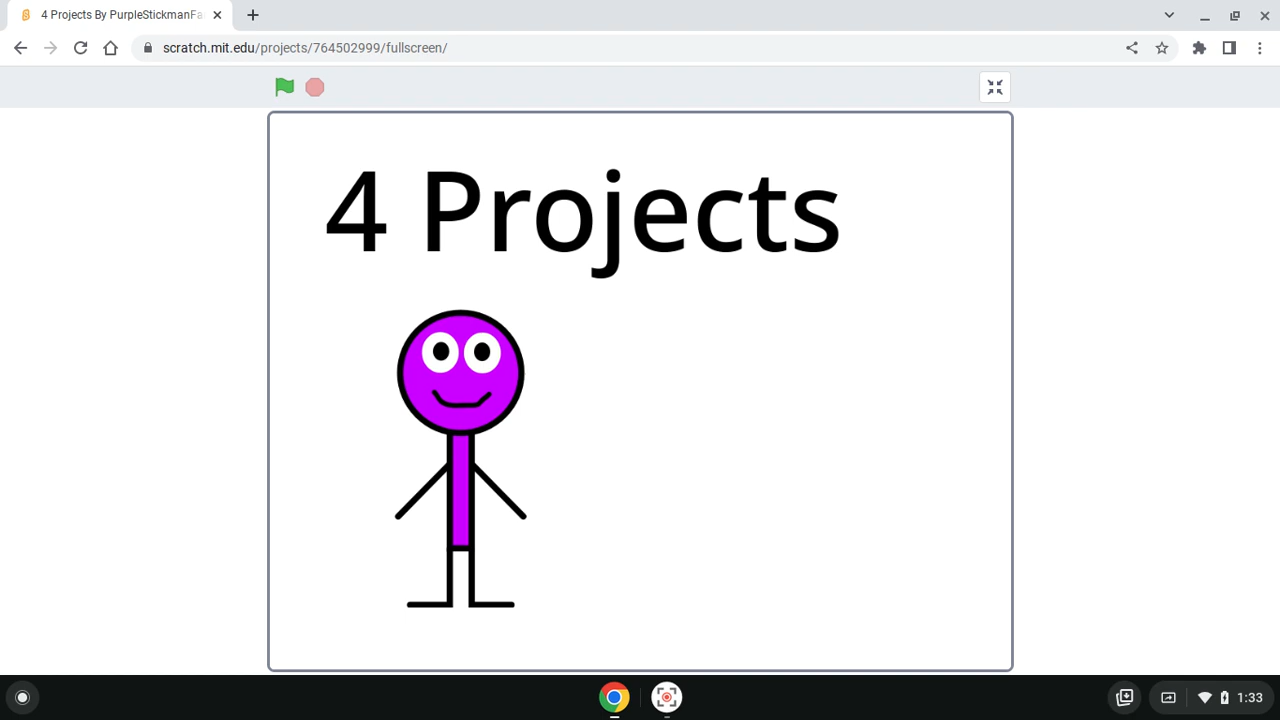 4 Projects By PurpleStickmanFa
scratch.mit.edu/projects/764502999/fullscreen/
4 Projects
1:33